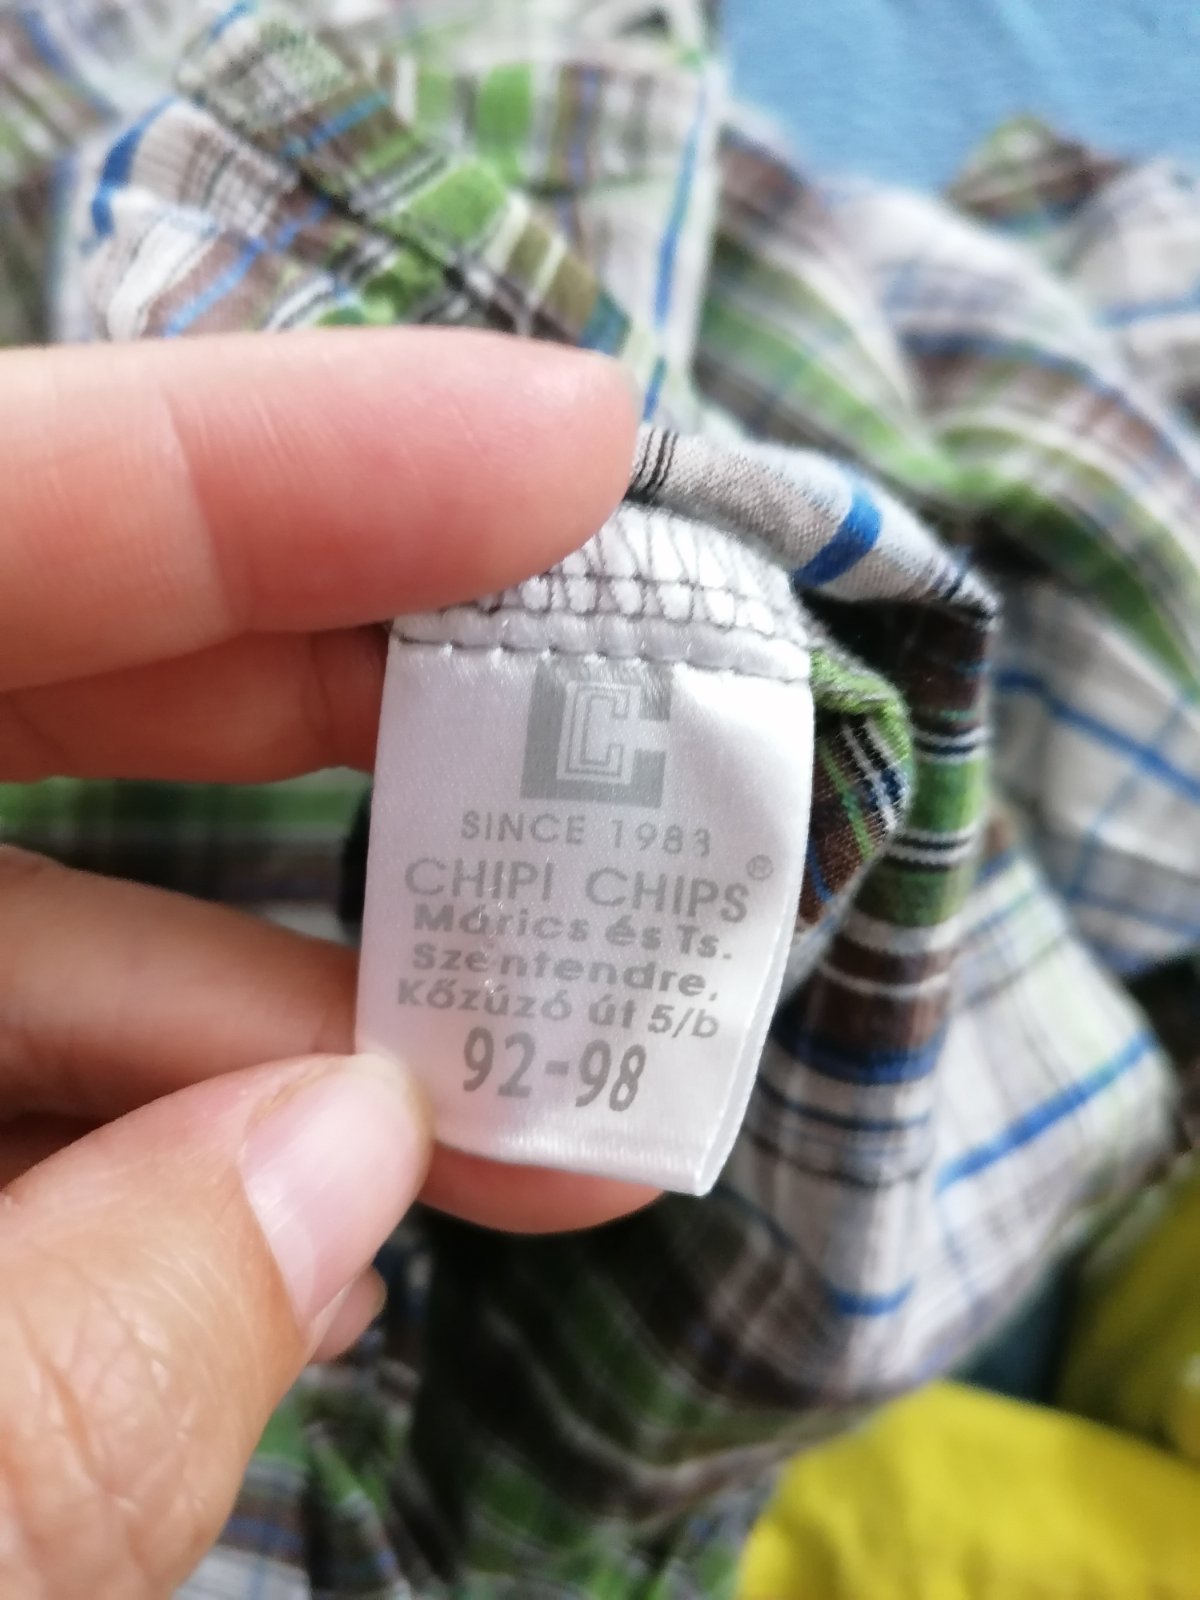 SINCE 1983
CHIPI CHIPS®
Márics és Ts.
Szentendre,
Kőzúzó út 5/b
92-98